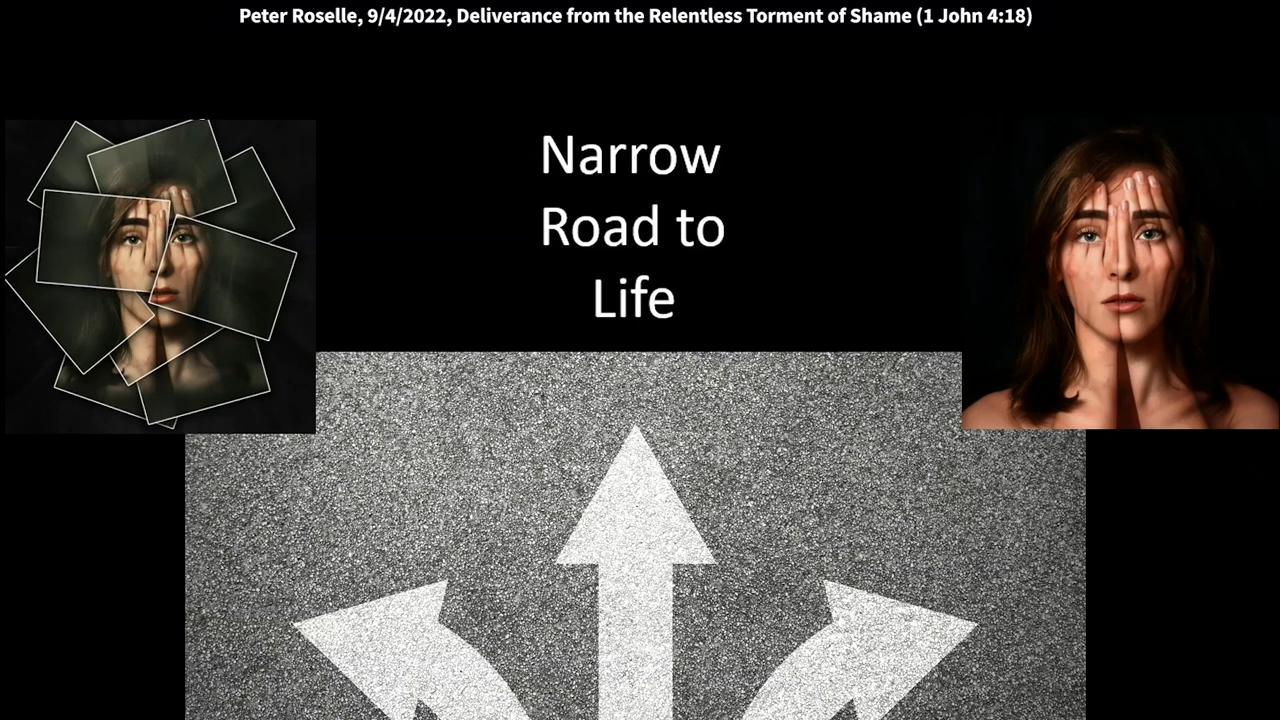 Peter Roselle, 9/4/2022, Deliverance from the Relentless Torment of Shame (1 John 4:18)
Narrow
Road to
Life